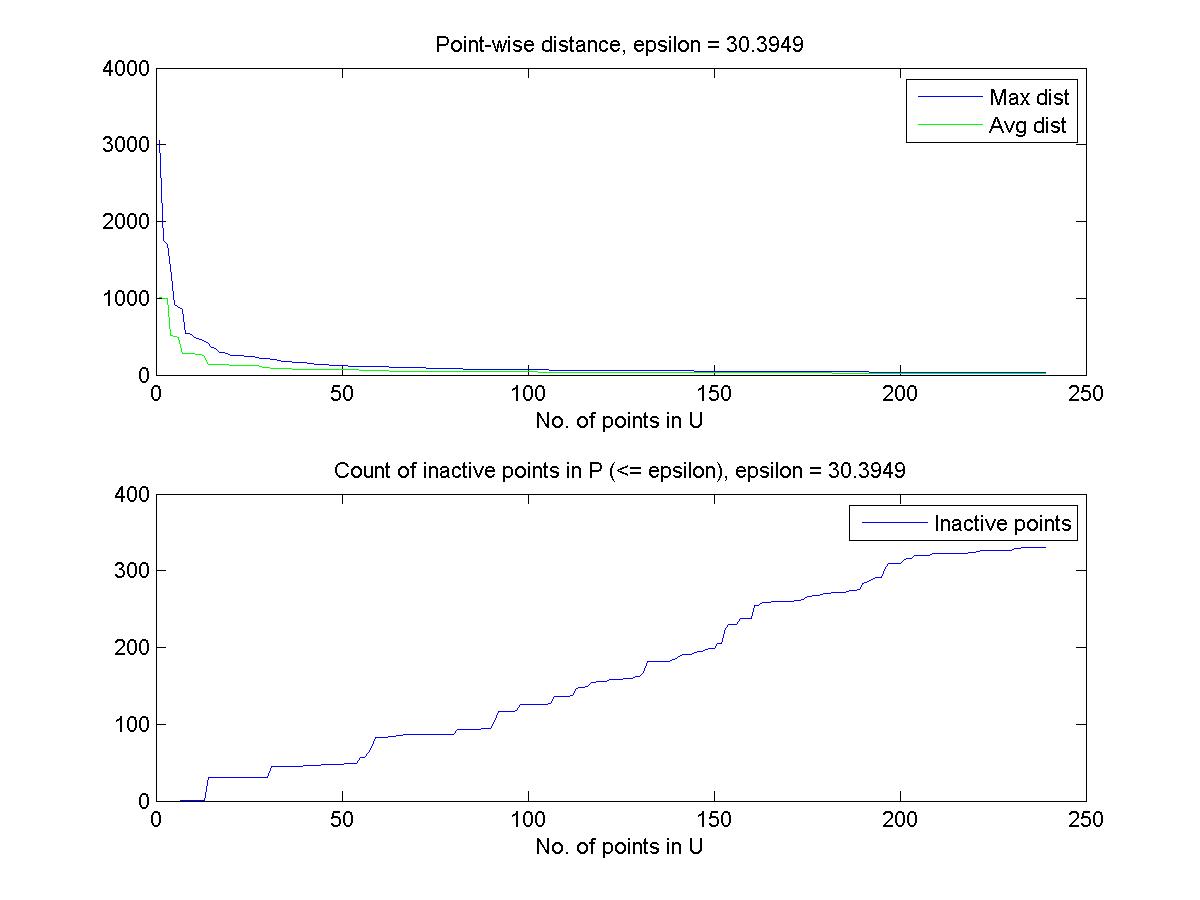 Point-wise distance, epsilon = 30.3949
4000
3000
2000
1000
0
Max dist
Avg dist
0 50 100 150 200 250
No. of points in U
Count of inactive points in P (<= epsilon), epsilon = 30.3949
400
300
200
100
0
Inactive points
0 50 100 150 200 250
No. of points in U